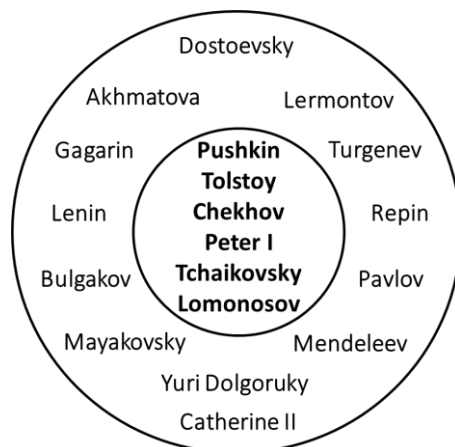 Dostoevsky
Akhmatova
Lermontov
Gagarin
Pushkin
Turgenev
Tolstoy
Lenin
Chekhov
Repin
Peter I
Bulgakov
Tchaikovsky
Pavlov
Lomonosov
Mayakovsky
Mendeleev
Yuri Dolgoruky
Catherine II